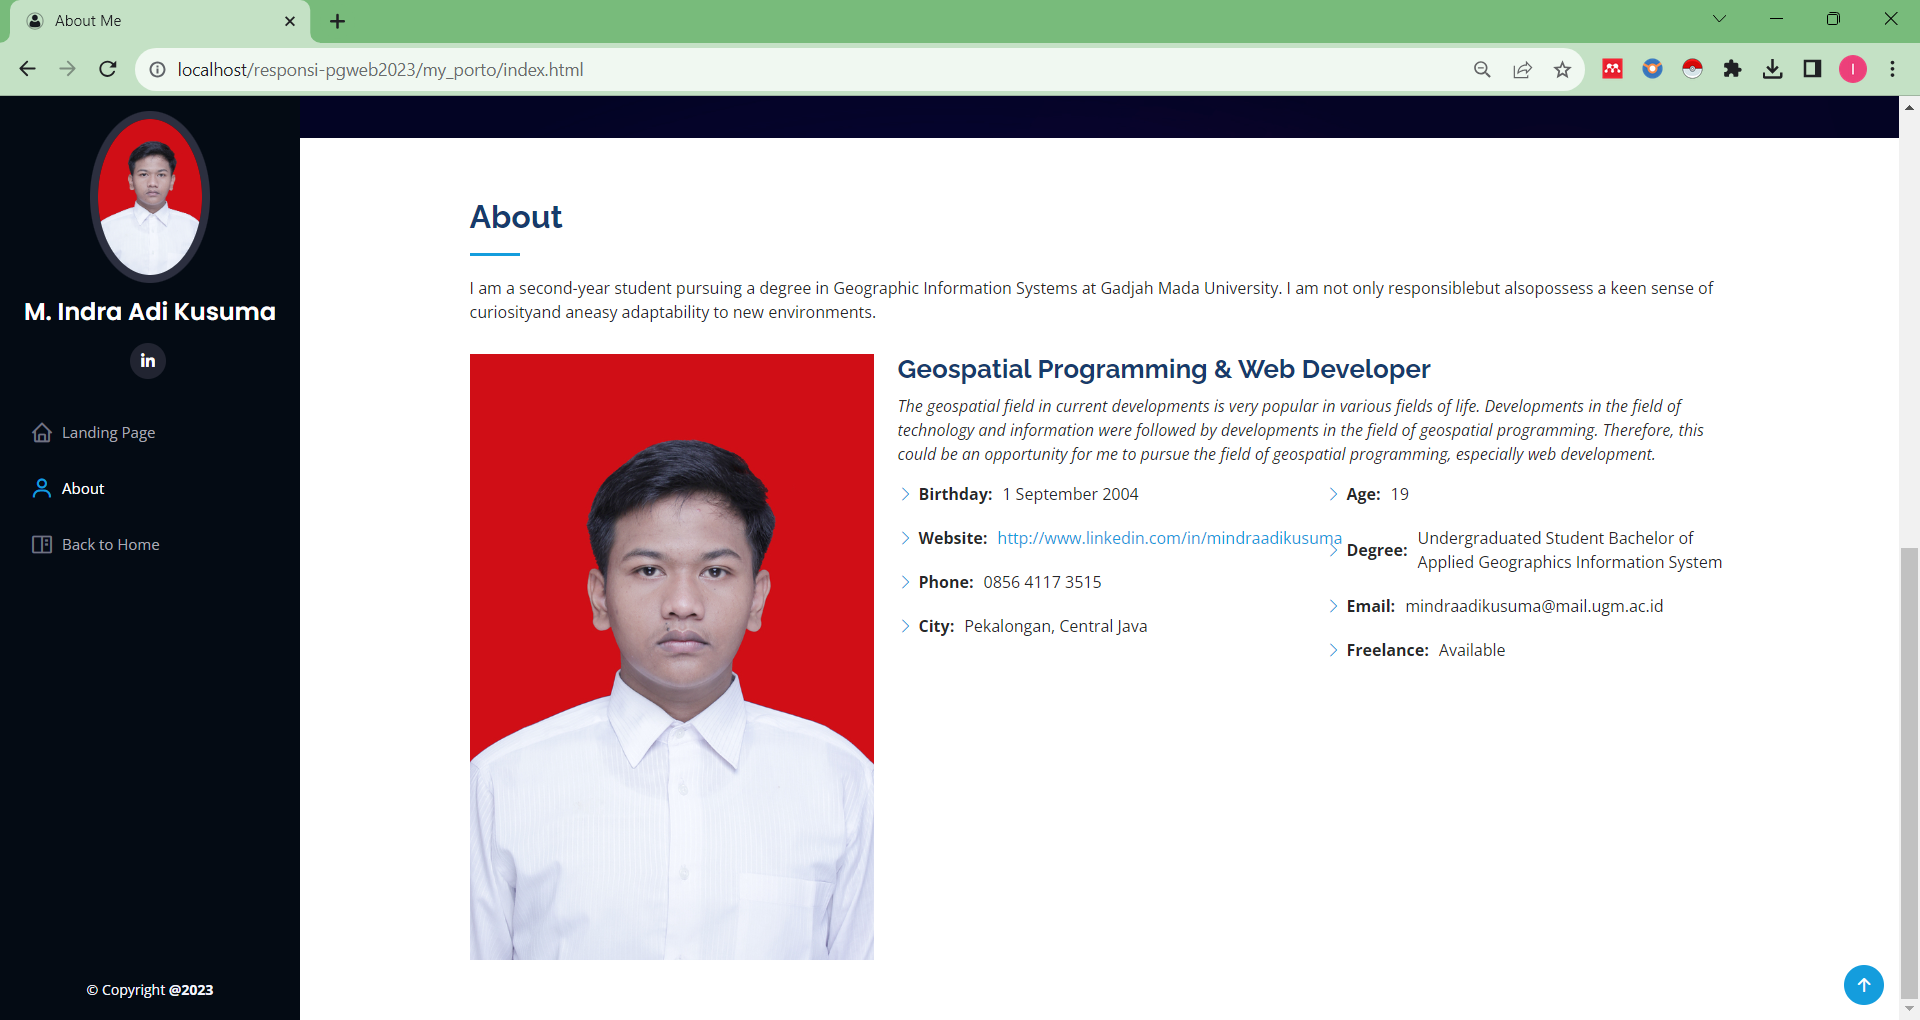 About Me
localhost/responsi-pgweb2023/my_porto/index.html
I
M. Indra Adi Kusuma
in
Landing Page
About
Back to Home
© Copyright @2023
About
I am a second-year student pursuing a degree in Geographic Information Systems at Gadjah Mada University. I am not only responsiblebut alsopossess a keen sense of
curiosityand aneasy adaptability to new environments.
Geospatial Programming & Web Developer
The geospatial field in current developments is very popular in various fields of life. Developments in the field of
technology and information were followed by developments in the field of geospatial programming. Therefore, this
could be an opportunity for me to pursue the field of geospatial programming, especially web development.
Birthday: 1 September 2004
Website: http://www.linkedin.com/in/mindraadikusuma
Phone: 0856 4117 3515
City: Pekalongan, Central Java
Age: 19
Degree: Undergraduated Student Bachelor of
Applied Geographics Information System
Email: mindraadikusuma@mail.ugm.ac.id
Freelance: Available